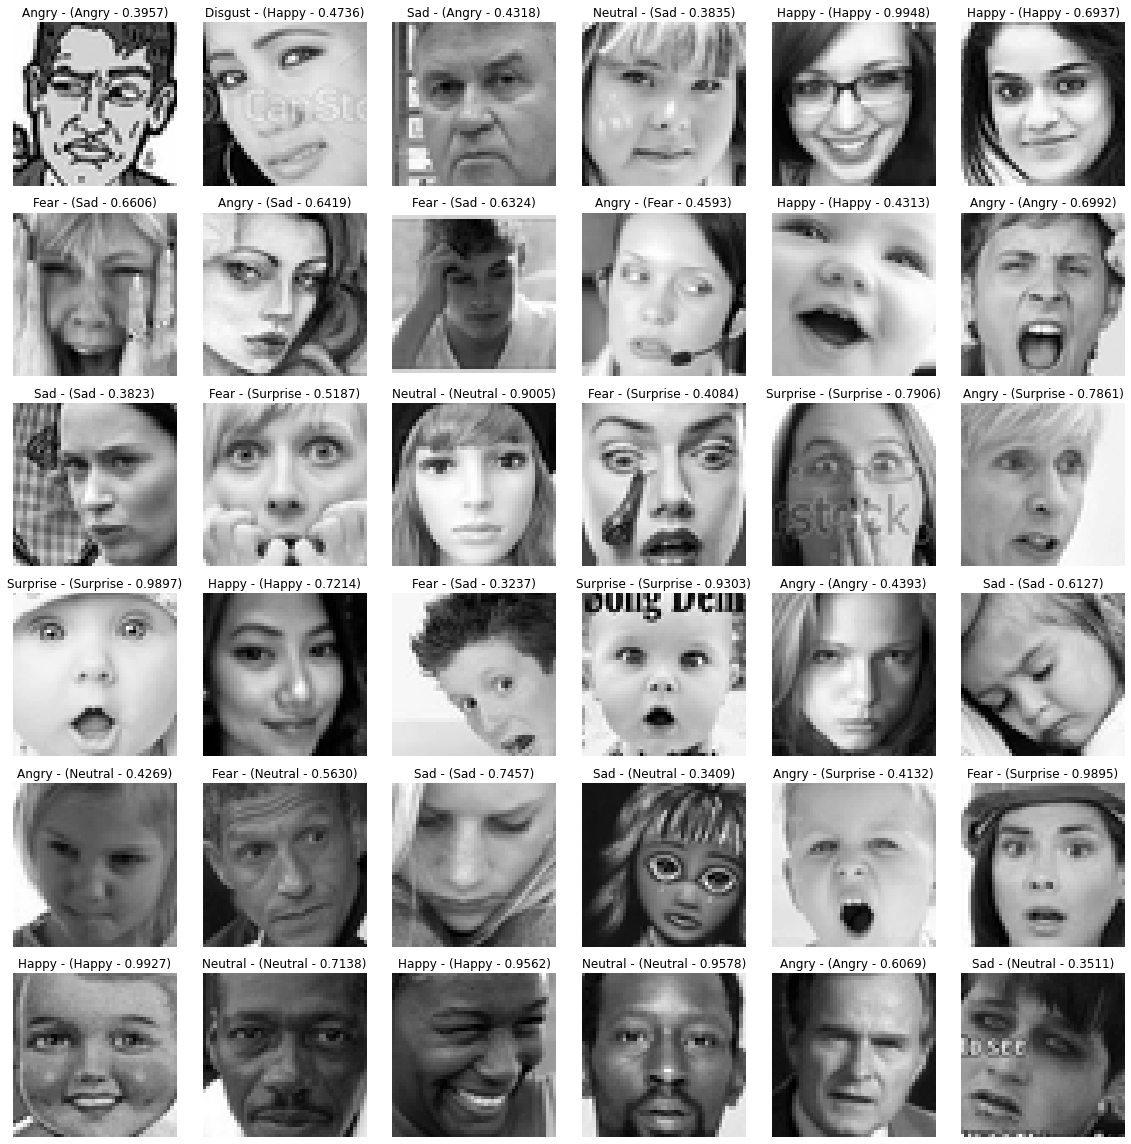 Angry - (Angry - 0.3957)
Disgust - (Happy - 0.4736)
Sad - (Angry - 0.4318)
Neutral - (Sad - 0.3835)
Happy - (Happy - 0.9948)
Happy - (Happy - 0.6937)
CanSto
Fear - (Sad - 0.6606)
Angry - (Sad - 0.6419)
Fear - (Sad - 0.6324)
Angry - (Fear - 0.4593)
Happy - (Happy - 0.4313)
Angry - (Angry - 0.6992)
Sad - (Sad - 0.3823)
Fear - (Surprise - 0.5187)
Neutral - (Neutral - 0.9005)
Fear - (Surprise - 0.4084)
Surprise - (Surprise - 0.7906)
Angry - (Surprise - 0.7861)
rstock
Surprise - (Surprise - 0.9897)
Happy - (Happy - 0.7214)
Fear - (Sad - 0.3237)
Surprise - (Surprise - 0.9303)
Angry - (Angry - 0.4393)
Sad - (Sad - 0.6127)
Song Dem
Angry - (Neutral - 0.4269)
Fear - (Neutral - 0.5630)
Sad - (Sad - 0.7457)
Sad - (Neutral - 0.3409)
Angry - (Surprise - 0.4132)
Fear - (Surprise - 0.9895)
Happy - (Happy - 0.9927)
Neutral - (Neutral - 0.7138)
Happy - (Happy - 0.9562)
Neutral - (Neutral - 0.9578)
Angry - (Angry - 0.6069)
Sad - (Neutral - 0.3511)